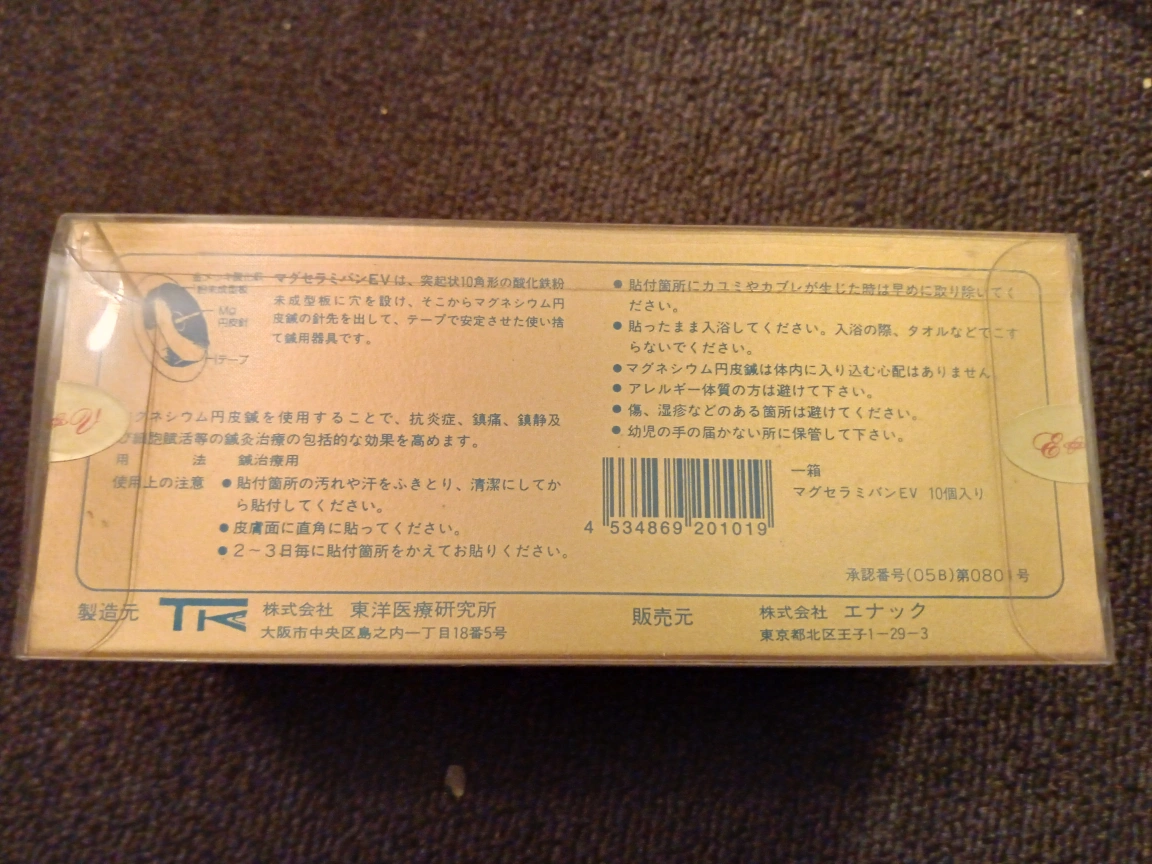 マグセラミバンEVは、突起状10角形の酸化鉄粉
末成型板に穴を設け、そこからマグネシウム円
皮鍼の針先を出して、テープで安定させた使い捨
て鍼用器具です。
粉末成型板
Mg
円皮針
テープ
グネシウム円皮鍼を使用することで、抗炎症、鎮痛、鎮静及
び細胞賦活等の鍼灸治療の包括的な効果を高めます。
用 法 鍼治療用
使用上の注意 ●貼付箇所の汚れや汗をふきとり、清潔にしてか
ら貼付してください。
●皮膚面に直角に貼ってください。
●2〜3日毎に貼付箇所をかえてお貼りください。
●貼付箇所にカユミやカブレが生じた時は早めに取り除いてく
ださい。
●貼ったまま入浴してください。入浴の際、タオルなどでこす
らないでください。
●マグネシウム円皮鍼は体内に入り込む心配はありません
●アレルギー体質の方は避けて下さい。
●傷、湿疹などのある箇所は避けてください。
●幼児の手の届かない所に保管して下さい。
4 534869 201019
一箱
マグセラミバンEV 10個入り
承認番号(05B)第0801号
製造元 株式会社 東洋医療研究所
大阪市中央区島之内一丁目18番5号
販売元 株式会社 エナック
東京都北区王子1-29-3